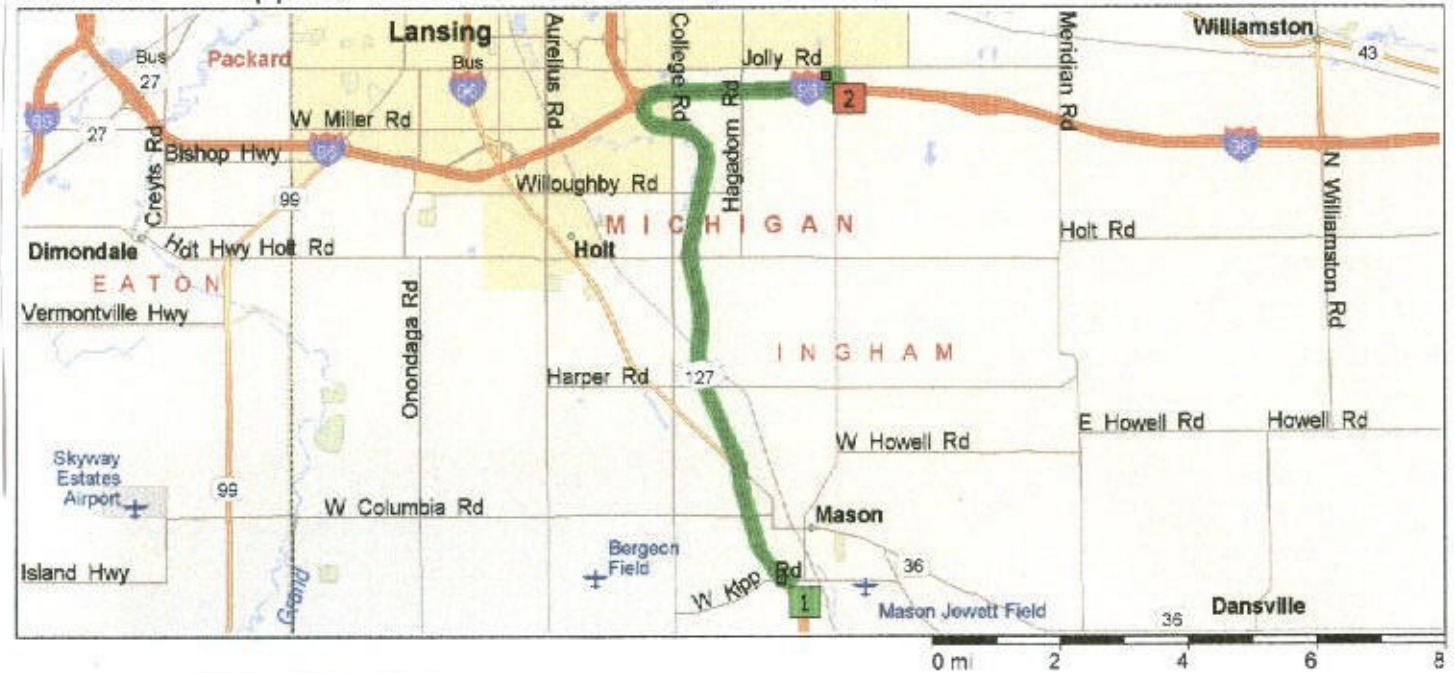 Lansing
Aurelius Rd
College Rd
Jolly Rd
Meridian Rd
Williamston
43
Bus
27
Packard
Bus
96
96
2
69
27
Creyts Rd
W Miller Rd
Bishop Hwy
96
Hagadorn Rd
96
99
Willoughby Rd
N Williamston Rd
MICHIGAN
Dimondale
Holt Hwy
Holt Rd
Holt
Holt Rd
EATON
Vermontville Hwy
Onondaga Rd
INGHAM
Harper Rd
127
E Howell Rd
Howell Rd
W Howell Rd
Skyway
Estates
Airport
99
W Columbia Rd
Mason
Bergeon
Field
Island Hwy
Grand
W Kipp Rd
36
1
Mason Jewett Field
Dansville
36
0 mi
2
4
6
8